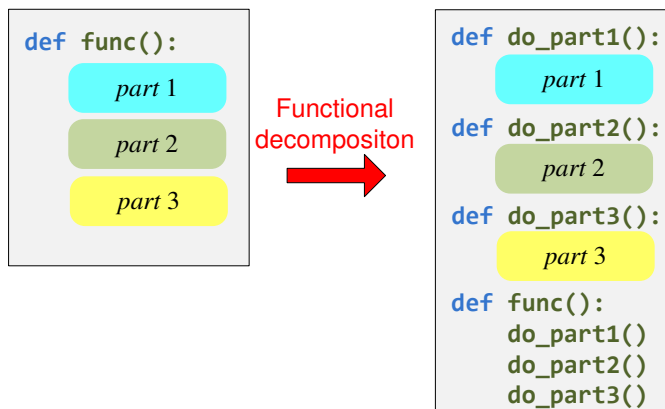 def func():
part 1
part 2
part 3
Functional
decompositon
def do_part1():
part 1
def do_part2():
part 2
def do_part3():
part 3
def func():
do_part1()
do_part2()
do_part3()